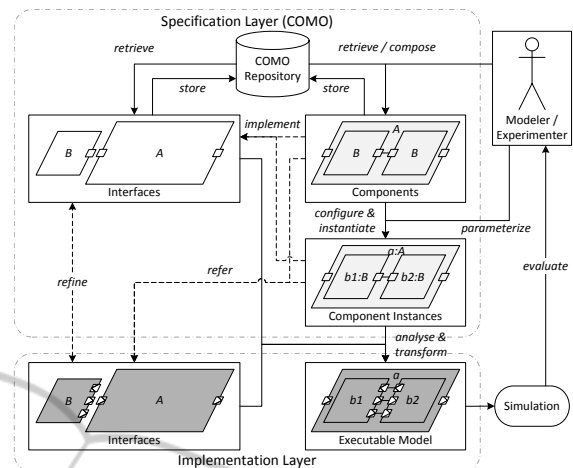 Specification Layer (COMO)
retrieve
COMO
Repository
retrieve / compose
store
store
Modeler /
Experimenter
B
A
Interfaces
implement
A
B
B
Components
configure &
instantiate
parameterize
a:A
b1:B
b2:B
Component Instances
refine
refer
evaluate
analyse &
transform
B
A
Interfaces
a
b1
b2
Executable Model
Simulation
Implementation Layer